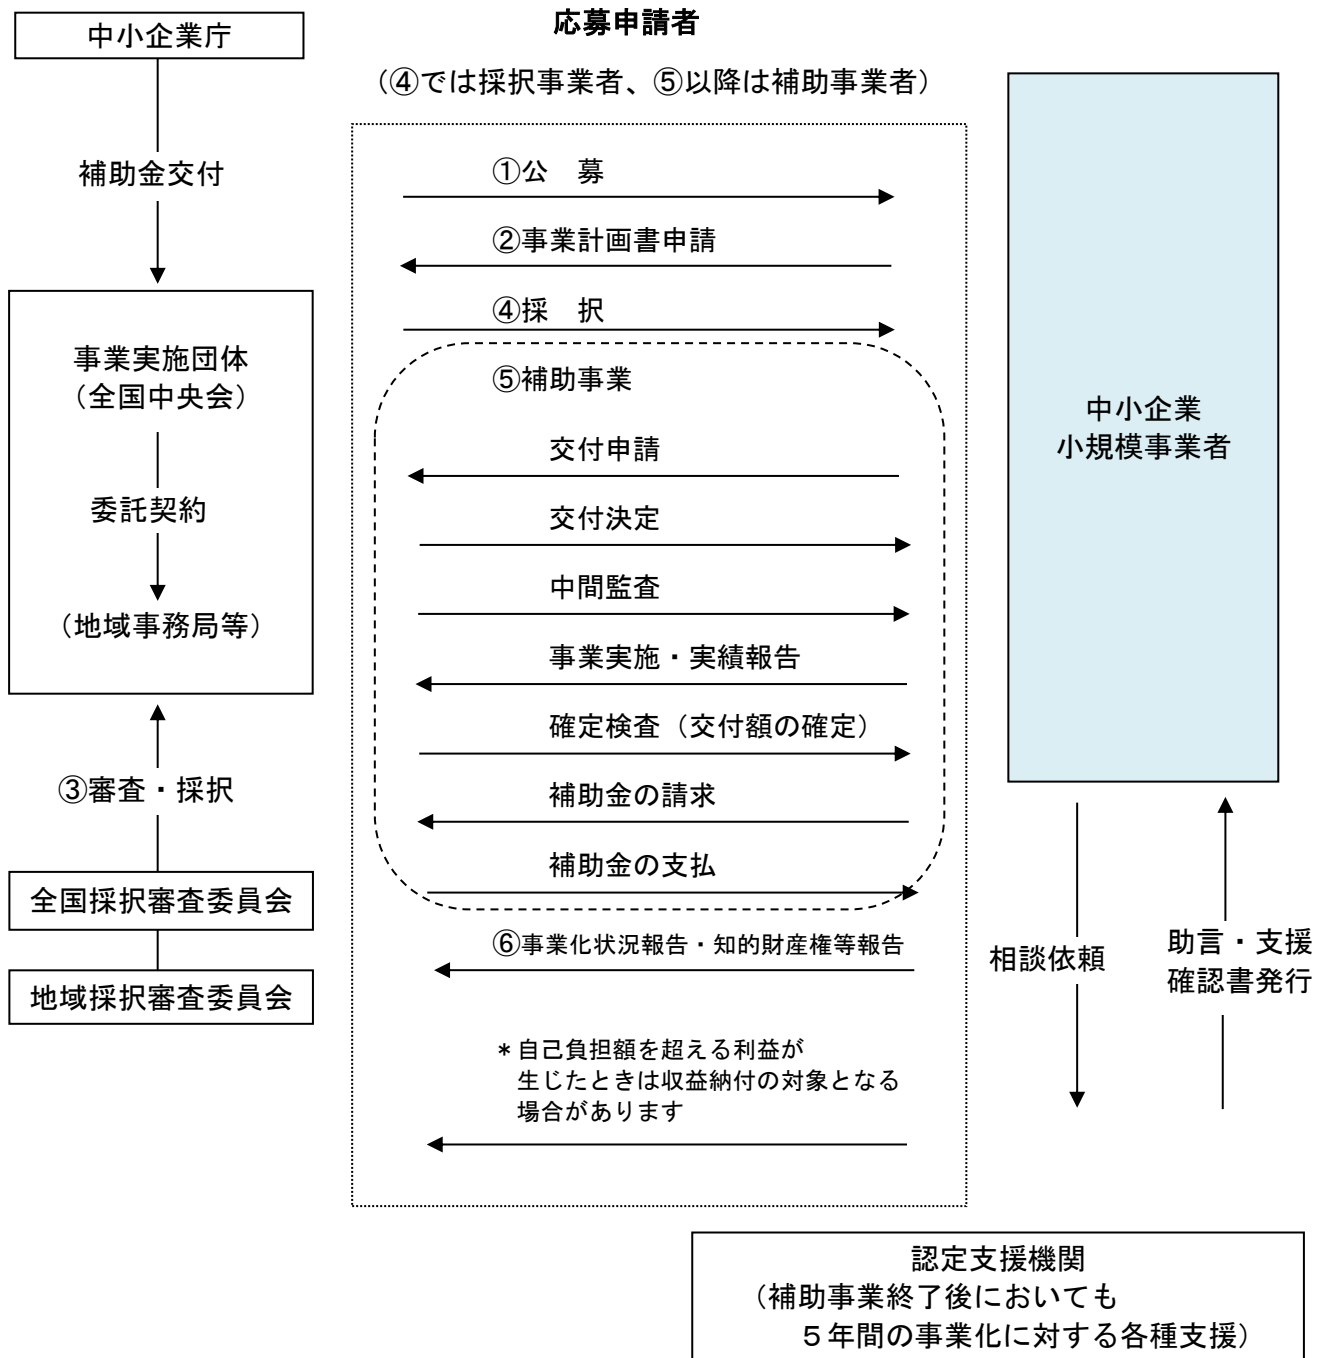 中小企業庁
応募申請者
（④では採択事業者、⑤以降は補助事業者）
補助金交付
事業実施団体
（全国中央会）
委託契約
（地域事務局等）
③審査・採択
全国採択審査委員会
地域採択審査委員会
①公　募
②事業計画書申請
④採　択
⑤補助事業
交付申請
交付決定
中間監査
事業実施・実績報告
確定検査（交付額の確定）
補助金の請求
補助金の支払
⑥事業化状況報告・知的財産権等報告
＊自己負担額を超える利益が
生じたときは収益納付の対象となる
場合があります
中小企業
小規模事業者
相談依頼
助言・支援
確認書発行
認定支援機関
（補助事業終了後においても
５年間の事業化に対する各種支援）